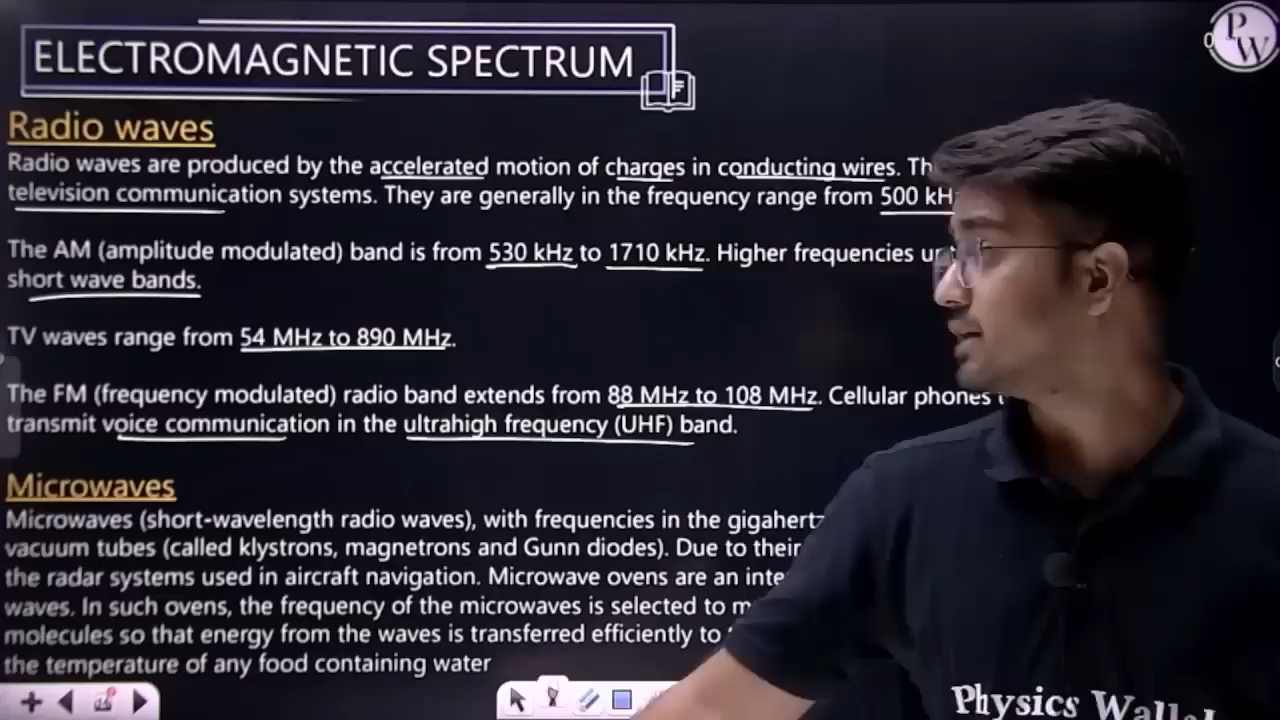 ELECTROMAGNETIC SPECTRUM
PW
Radio waves
Radio waves are produced by the accelerated motion of charges in conducting wires.
television communication systems. They are generally in the frequency range from 500
The AM (amplitude modulated) band is from 530 kHz to 1710 kHz. Higher frequencies
short wave bands.
TV waves range from 54 MHz to 890 MHz.
The FM (frequency modulated) radio band extends from 88 MHz to 108 MHz. Cellular phones
transmit voice communication in the ultrahigh frequency (UHF) band.
Microwaves
Microwaves (short-wavelength radio waves), with frequencies in the
vacuum tubes (called klystrons, magnetrons and Gunn diodes). Due to their
the radar systems used in aircraft navigation. Microwave ovens are an
waves. In such ovens, the frequency of the microwaves is selected to
molecules so that energy from the waves is transferred efficiently to
the temperature of any food containing water
Physics